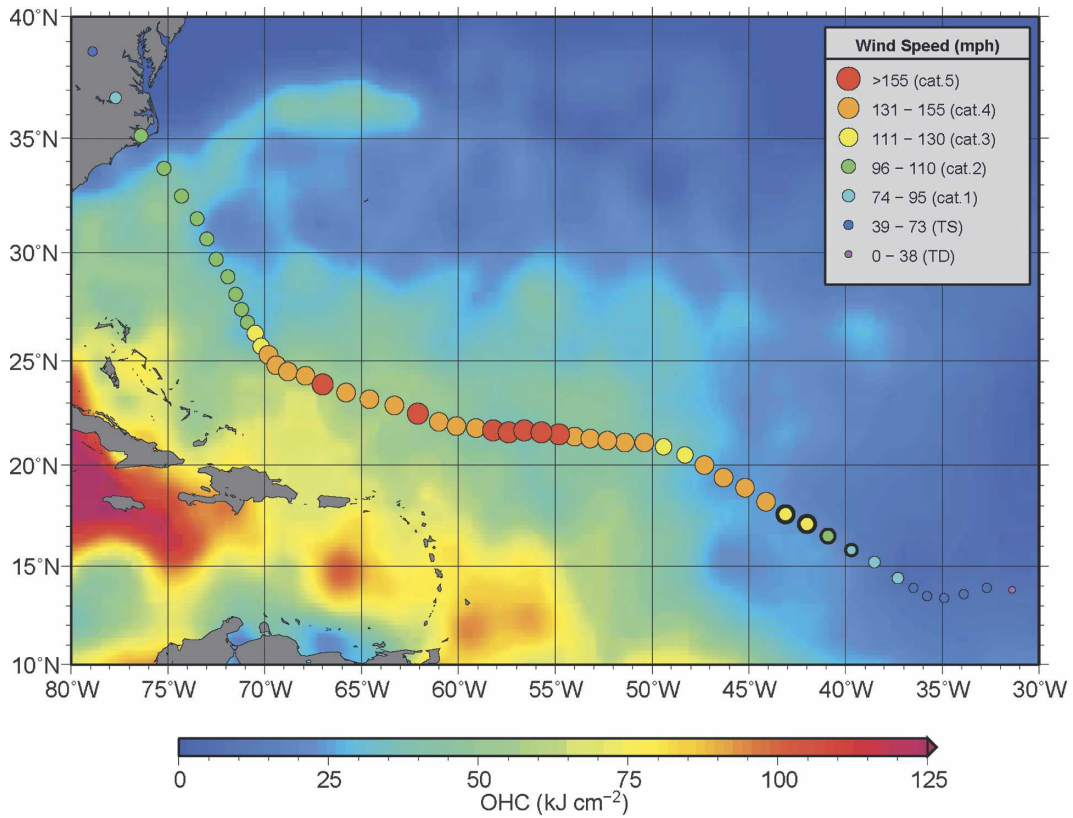 40°N
35°N
30°N
25°N
20°N
15°N
10°N
80°W 75°W 70°W 65°W 60°W 55°W 50°W 45°W 40°W 35°W 30°W
Wind Speed (mph)
>155 (cat.5)
131 – 155 (cat.4)
111 – 130 (cat.3)
96 – 110 (cat.2)
74 – 95 (cat.1)
39 – 73 (TS)
0 – 38 (TD)
0 25 50 75 100 125
OHC (kJ cm⁻²)